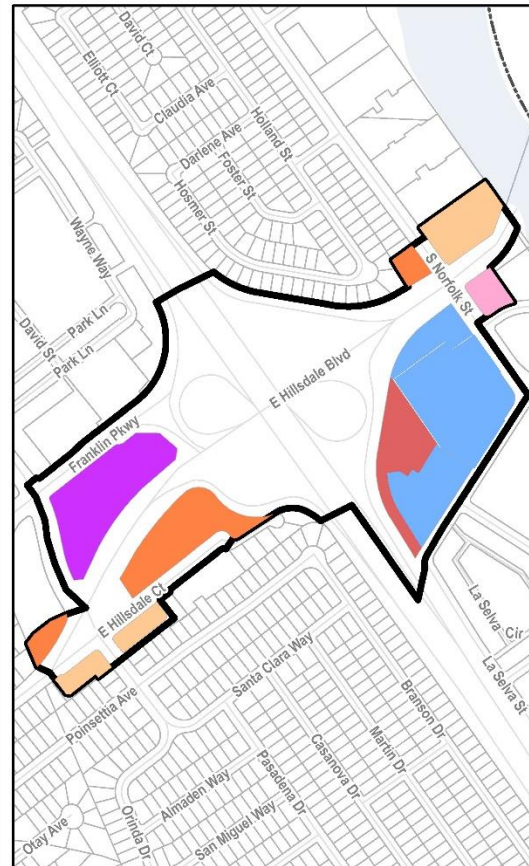 David Ct
Elliott Ct
Claudia Ave
Holland St
Darlene Ave
Foster St
Hosmer St
Wayne Way
S Norfolk St
Park Ln
David St
Park Ln
E Hillsdale Blvd
Franklin Pkwy
E Hillsdale Ct
La Selva Cir
La Selva St
Santa Clara Way
Poinsettia Ave
Branson Dr
Martin Dr
Casanova Dr
Pasadena Dr
Almaden Way
Orinda Dr
San Miguel Way
Otay Ave